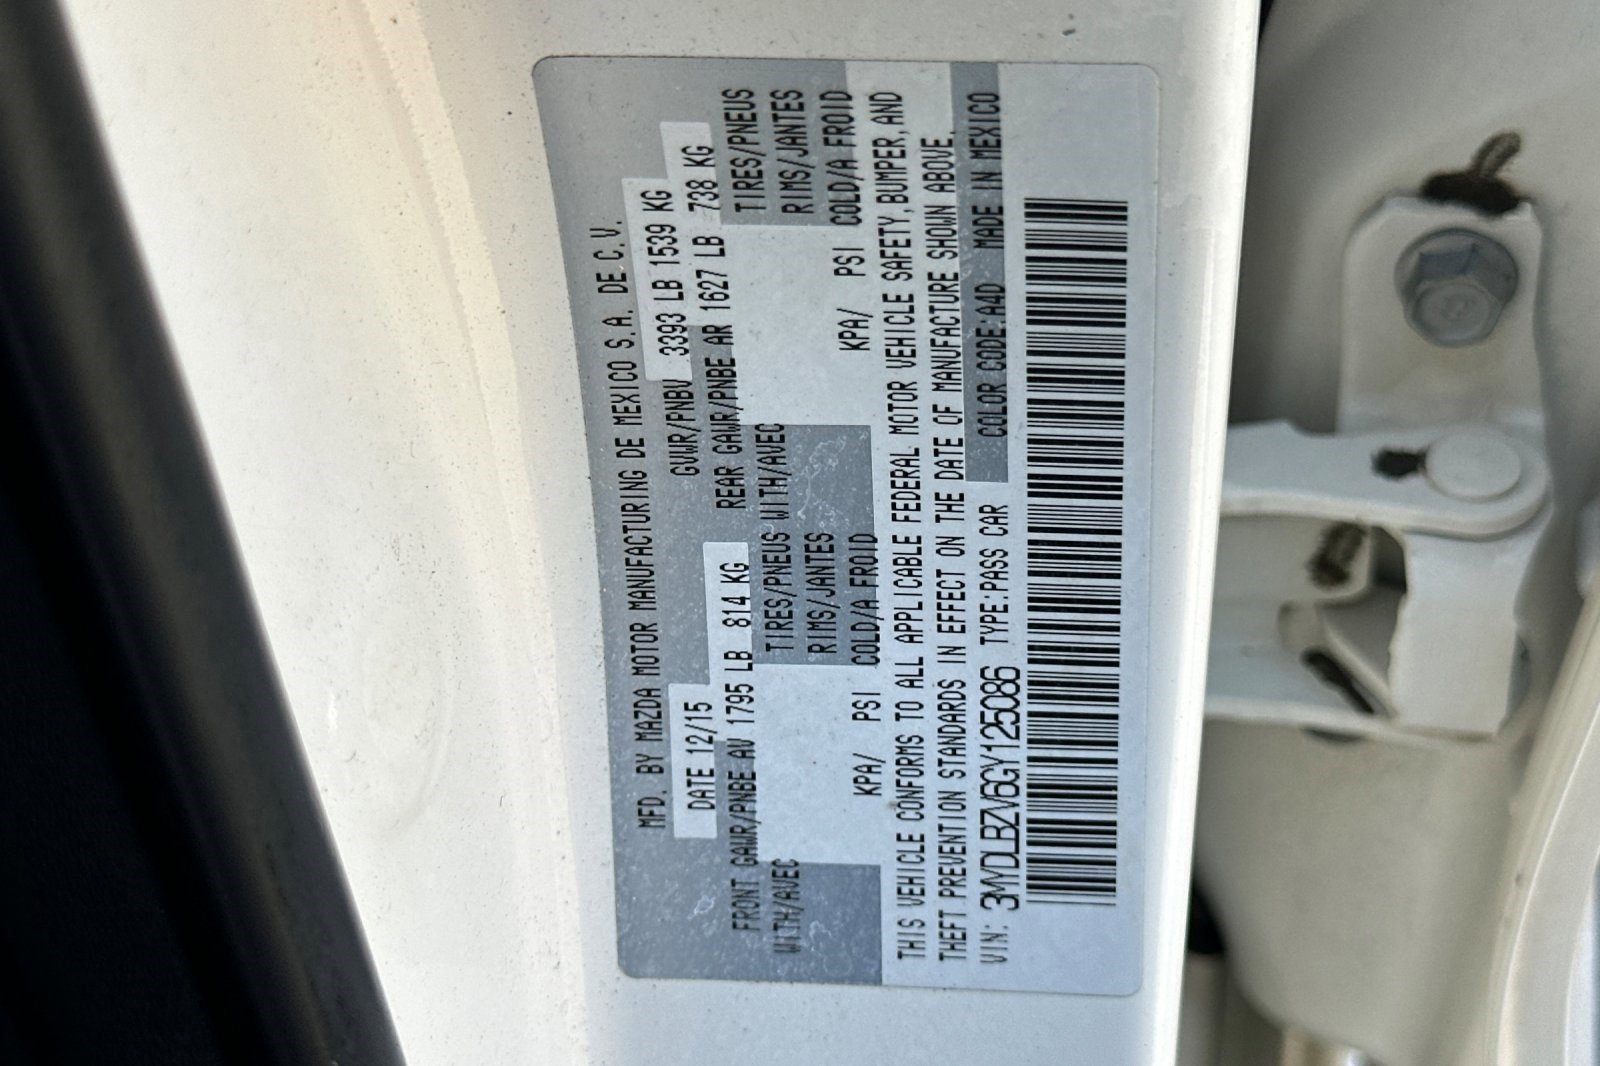 MFD. BY MAZDA MOTOR MANUFACTURING DE MEXICO S.A. DE C.V.
DATE 12/15 GVWR/PNBV 3393 LB 1539 KG
FRONT GAWR/PNBE AV 1795 LB 814 KG REAR GAWR/PNBE AR 1627 LB 738 KG
WITH/AVEC TIRES/PNEUS WITH/AVEC TIRES/PNEUS
RIMS/JANTES RIMS/JANTES
KPA/ PSI COLD/A FROID KPA/ PSI COLD/A FROID
THIS VEHICLE CONFORMS TO ALL APPLICABLE FEDERAL MOTOR VEHICLE SAFETY, BUMPER, AND
THEFT PREVENTION STANDARDS IN EFFECT ON THE DATE OF MANUFACTURE SHOWN ABOVE.
VIN: 3MYDLBZV6GY125086 TYPE:PASS CAR COLOR CODE:A4D MADE IN MEXICO